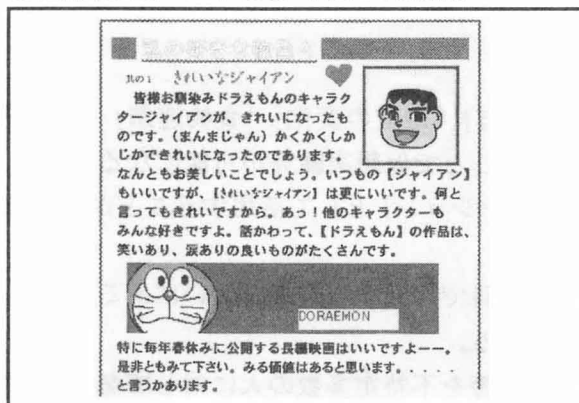 其の1 きれいなジャイアン
皆様お馴染みドラえもんのキャラク
タージャイアンが、きれいになったも
のです。(まんまじゃん)かくかくしか
じかできれいになったのであります。
なんともお美しいことでしょう。いつもの【ジャイアン】
もいいですが、【きれいなジャイアン】は更にいいです。何と
言ってもきれいですから。あっ!他のキャラクターも
みんな好きですよ。話かわって、【ドラえもん】の作品は、
笑いあり、涙ありの良いものがたくさんです。
DORAEMON
特に毎年春休みに公開する長編映画はいいですよーー。
是非ともみて下さい。みる価値はあると思います。.....
と言うかあります。